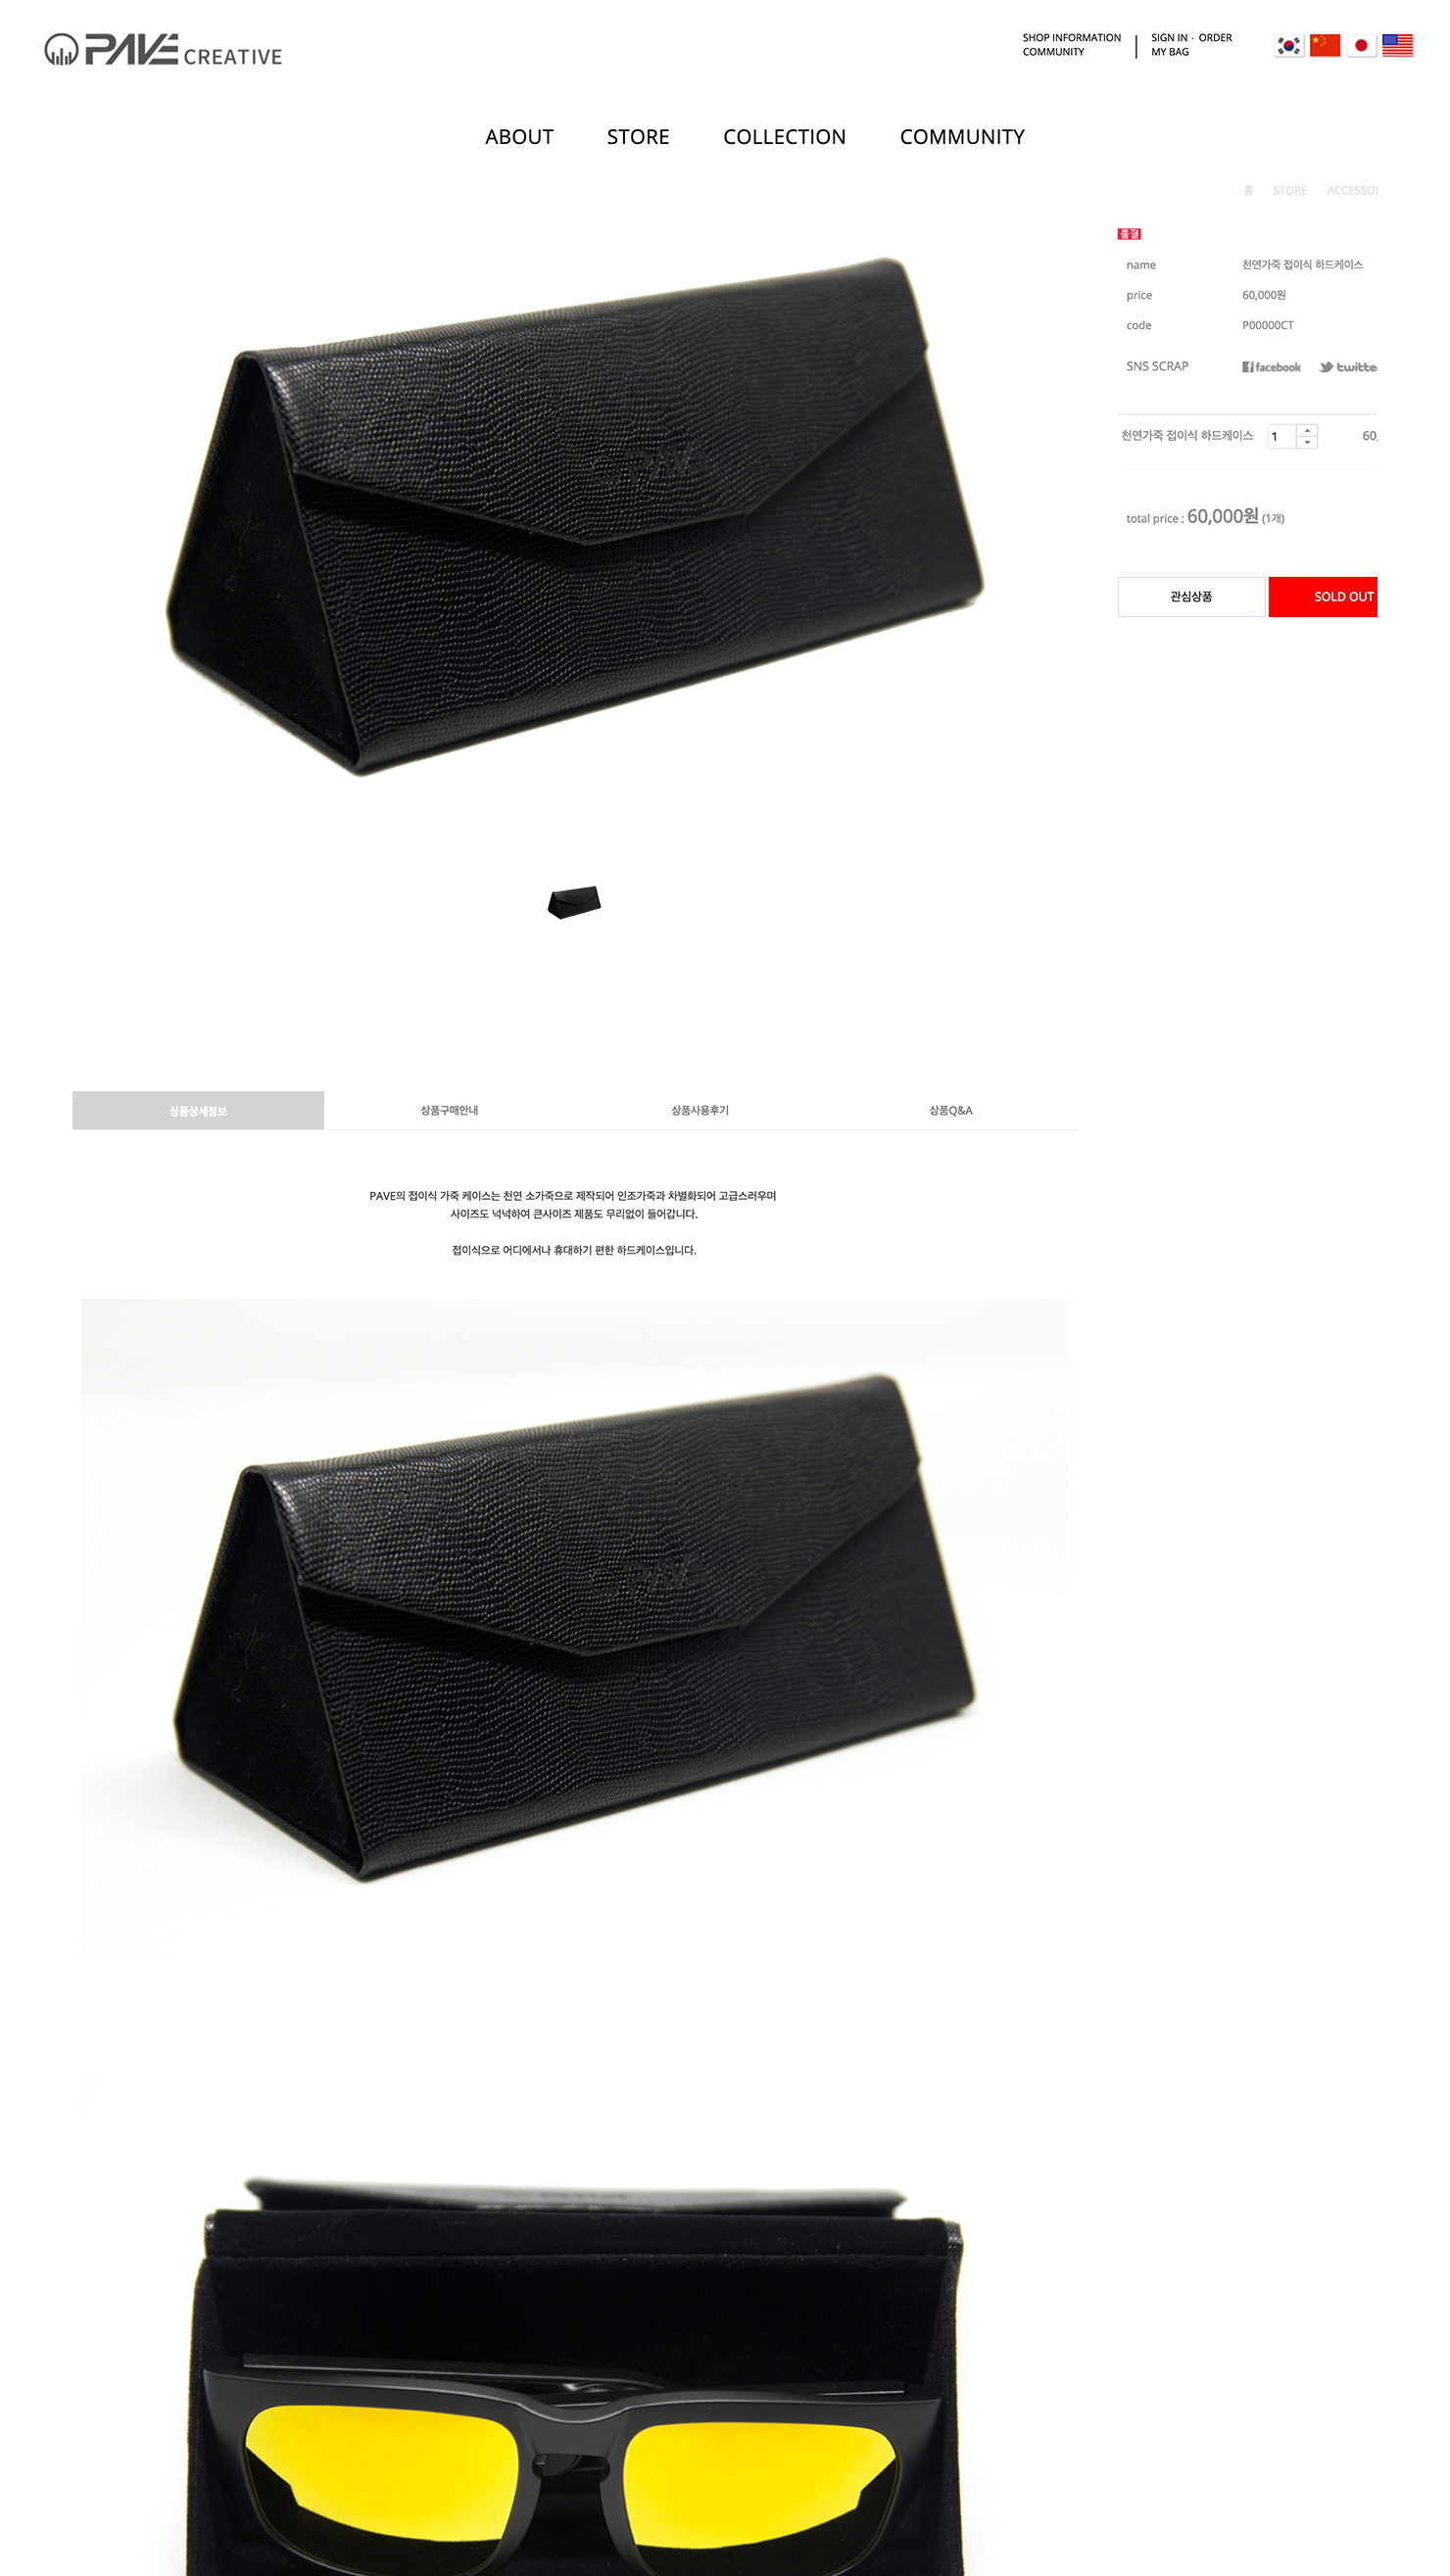 PAVE CREATIVE
SHOP INFORMATION
COMMUNITY
SIGN IN · ORDER
MY BAG
ABOUT STORE COLLECTION COMMUNITY
홈 STORE ACCESSOI
품절
name 천연가죽 접이식 하드케이스
price 60,000원
code P00000CT
SNS SCRAP facebook twitte
천연가죽 접이식 하드케이스 1 60,
total price : 60,000원 (1개)
관심상품 SOLD OUT
PAVE
상품상세정보 상품구매안내 상품사용후기 상품Q&A
PAVE의 접이식 가죽 케이스는 천연 소가죽으로 제작되어 인조가죽과 차별화되어 고급스러우며
사이즈도 넉넉하여 큰사이즈 제품도 무리없이 들어갑니다.
접이식으로 어디에서나 휴대하기 편한 하드케이스입니다.
PAVE